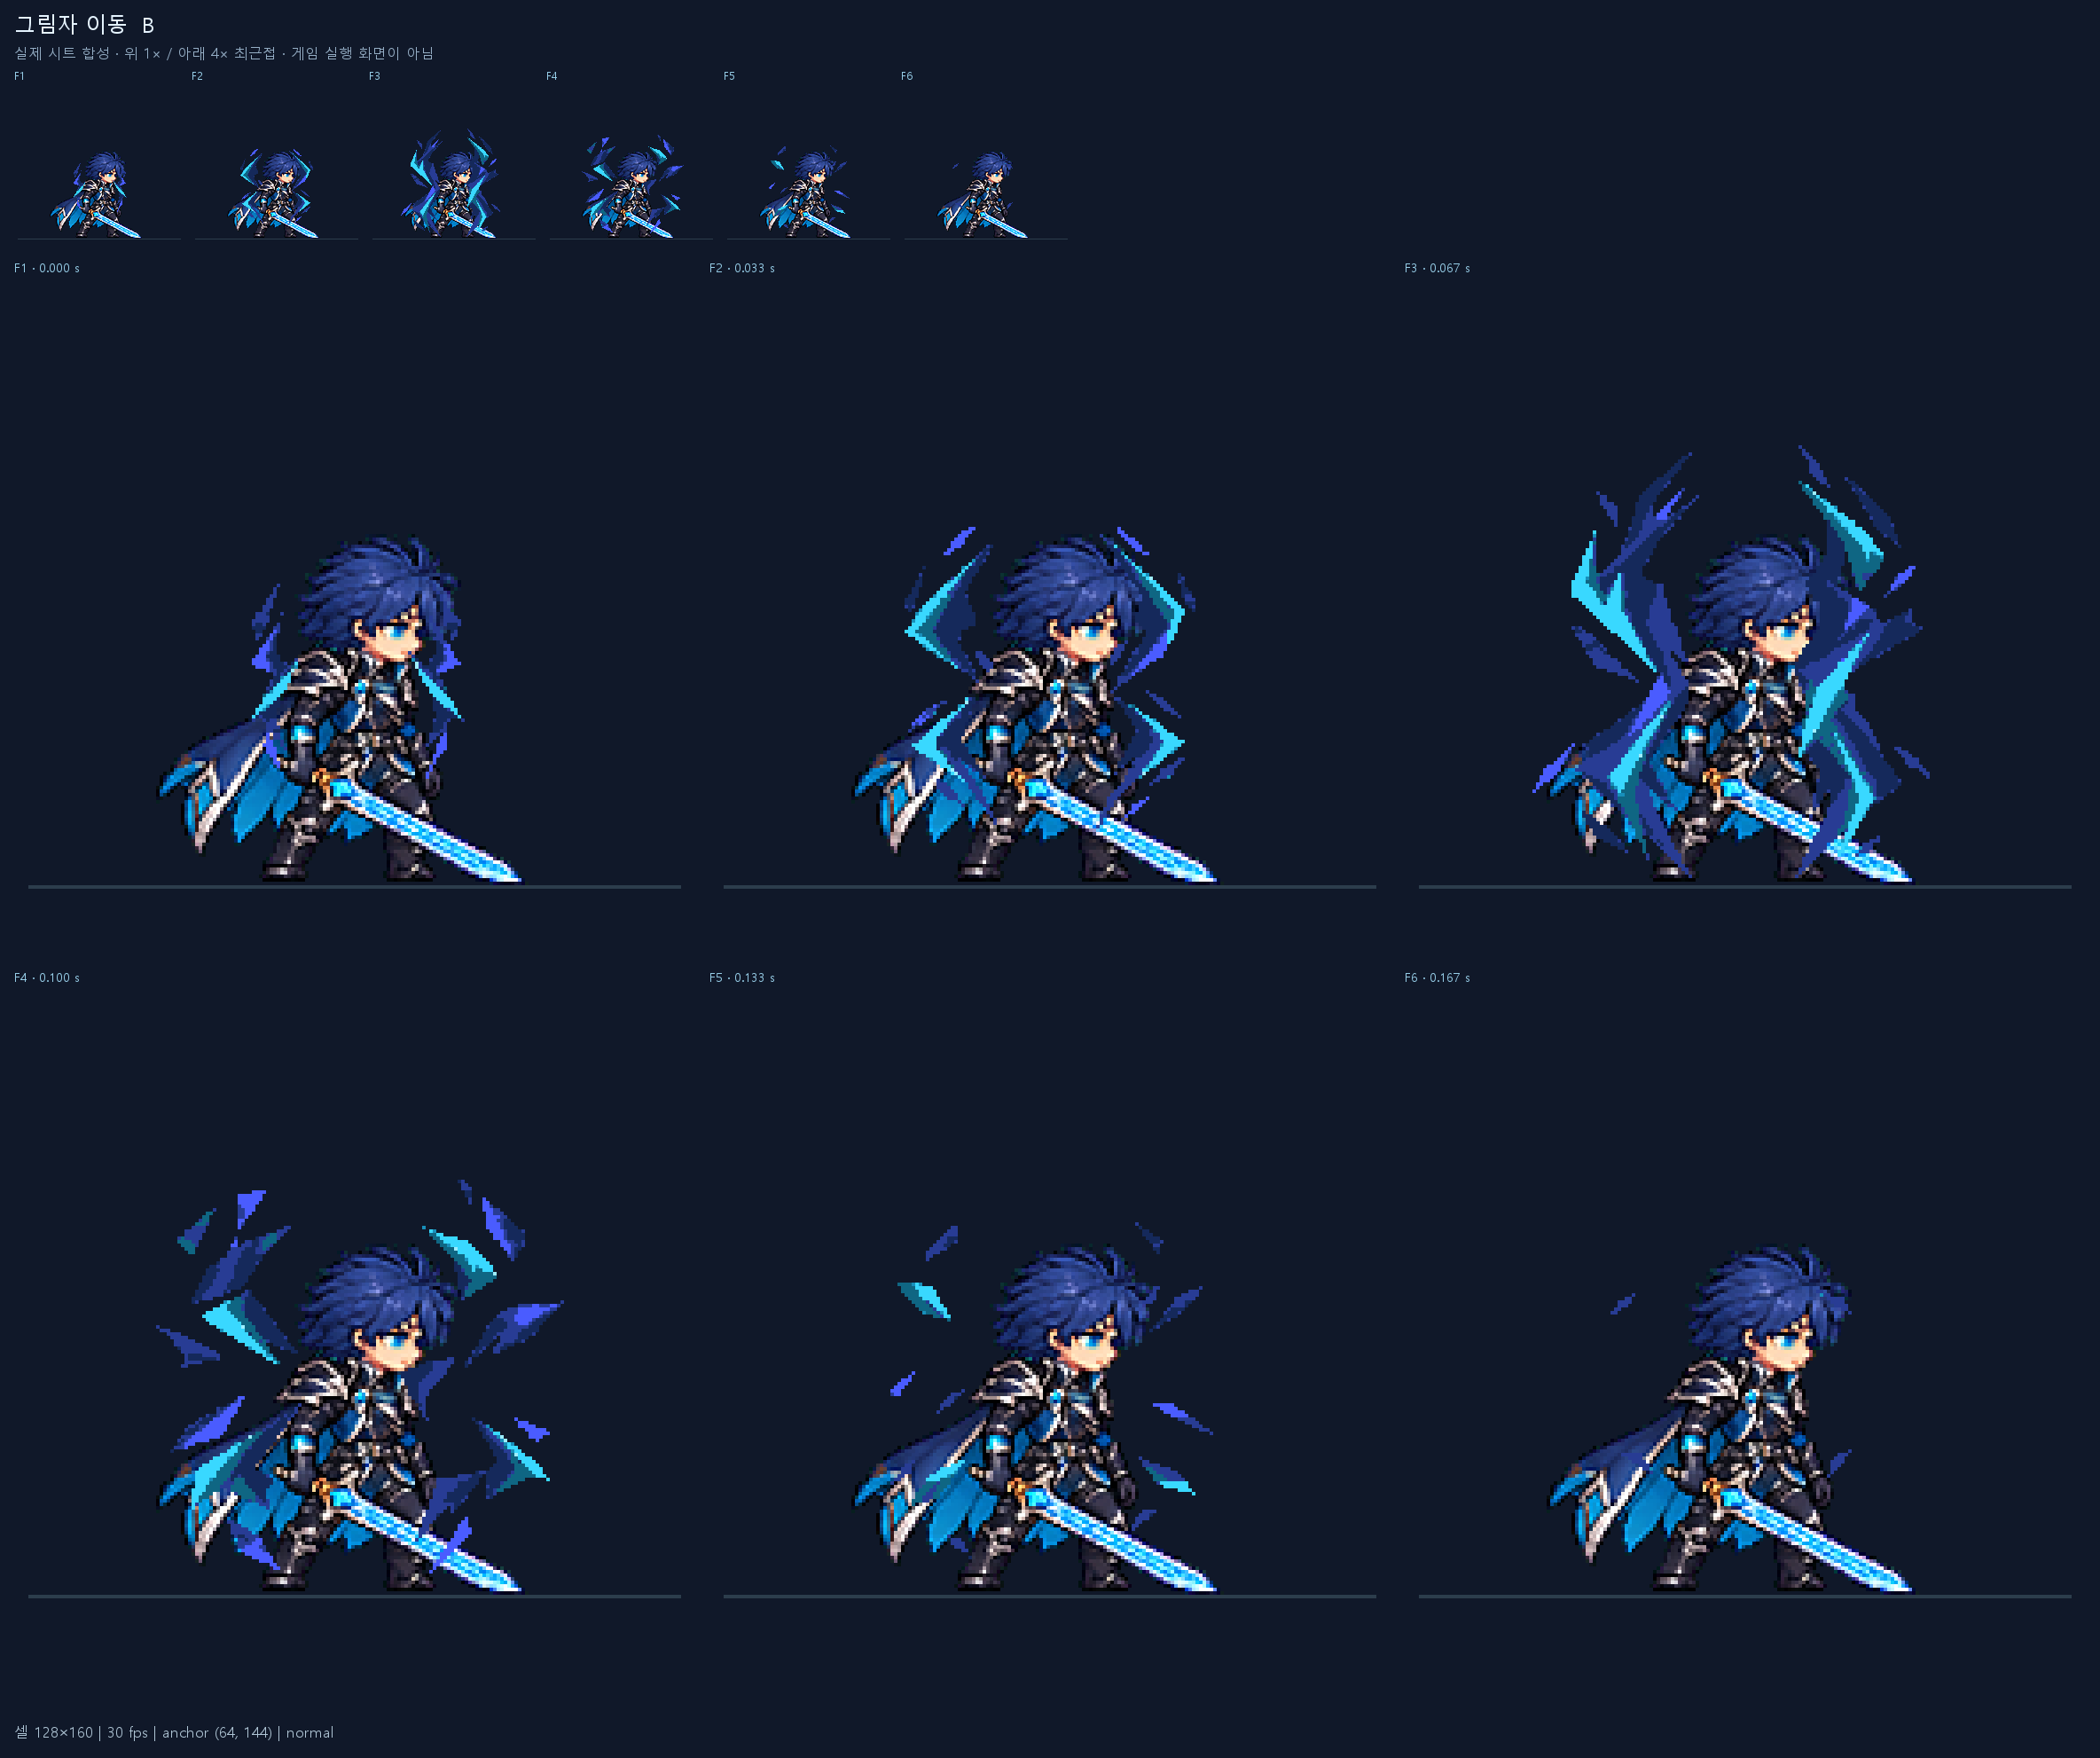 그림자 이동 B
실제 시트 합성 · 위 1× / 아래 4× 최근접 · 게임 실행 화면이 아님
F1 F2 F3 F4 F5 F6
F1 · 0.000 s F2 · 0.033 s F3 · 0.067 s
F4 · 0.100 s F5 · 0.133 s F6 · 0.167 s
셀 128×160 | 30 fps | anchor (64, 144) | normal